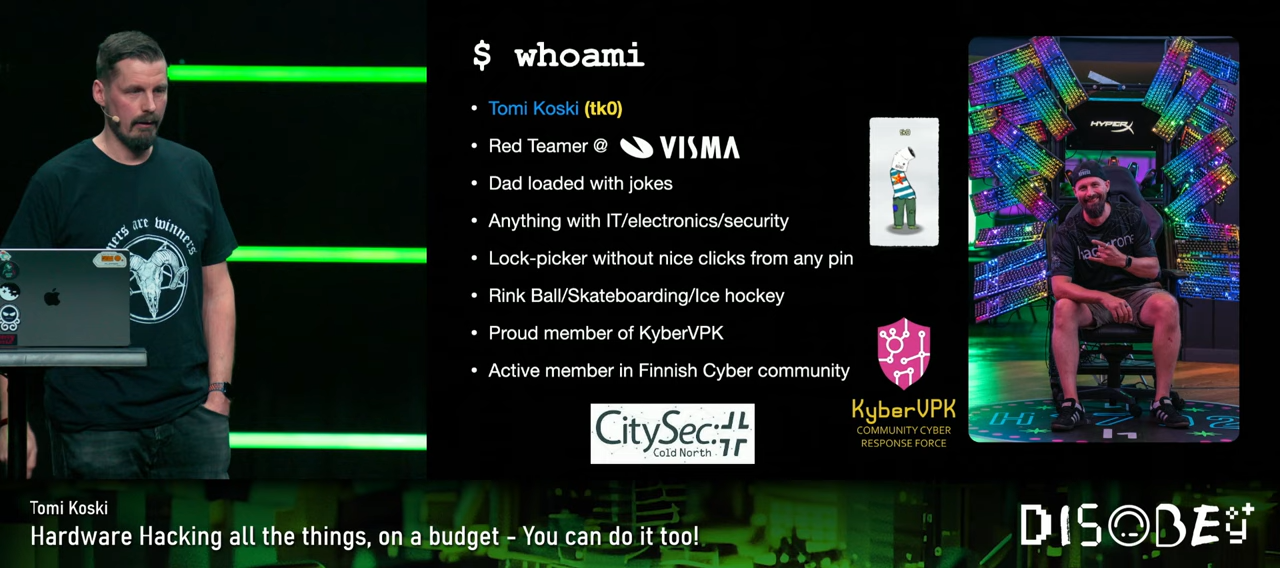 $ whoami
• Tomi Koski (tk0)
• Red Teamer @ VISMA
• Dad loaded with jokes
• Anything with IT/electronics/security
• Lock-picker without nice clicks from any pin
• Rink Ball/Skateboarding/Ice hockey
• Proud member of KyberVPK
• Active member in Finnish Cyber community
tk0
HYPERX
KyberVPK
COMMUNITY CYBER
RESPONSE FORCE
CitySec
Cold North
are winners
Tomi Koski
Hardware Hacking all the things, on a budget - You can do it too!
DISOBEY